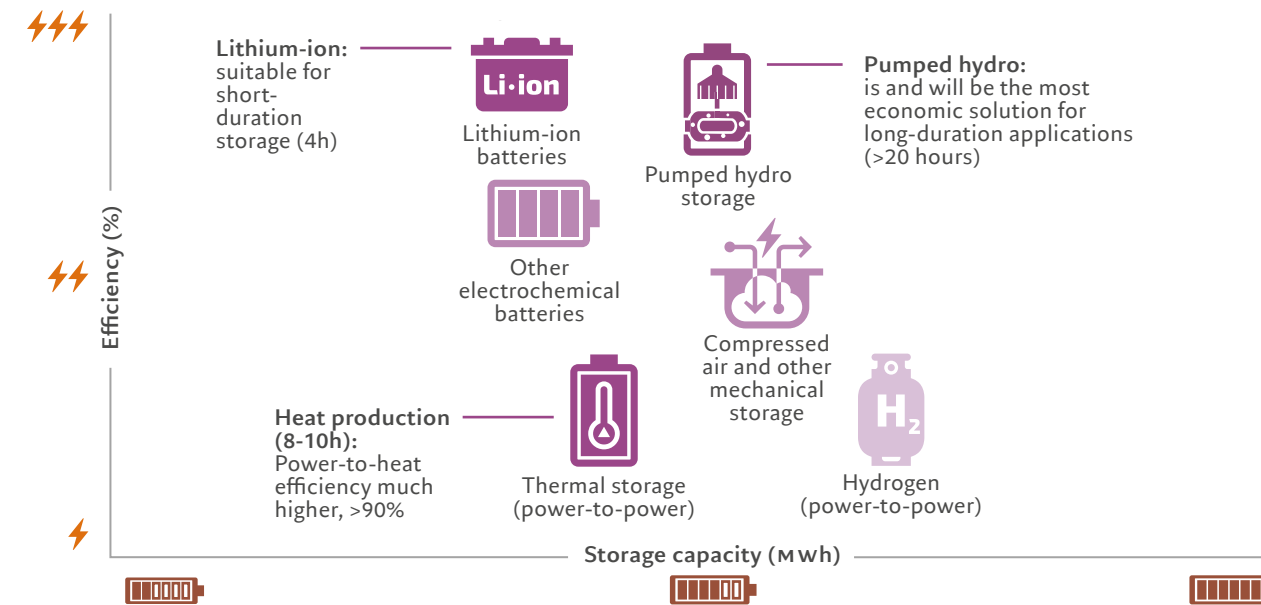 Lithium-ion:
suitable for
short-
duration
storage (4h)
Li·ion
Lithium-ion
batteries
Pumped hydro
storage
Pumped hydro:
is and will be the most
economic solution for
long-duration applications
(>20 hours)
Efficiency (%)
Other
electrochemical
batteries
Compressed
air and other
mechanical
storage
Heat production
(8-10h):
Power-to-heat
efficiency much
higher, >90%
Thermal storage
(power-to-power)
H2
Hydrogen
(power-to-power)
Storage capacity (MWh)